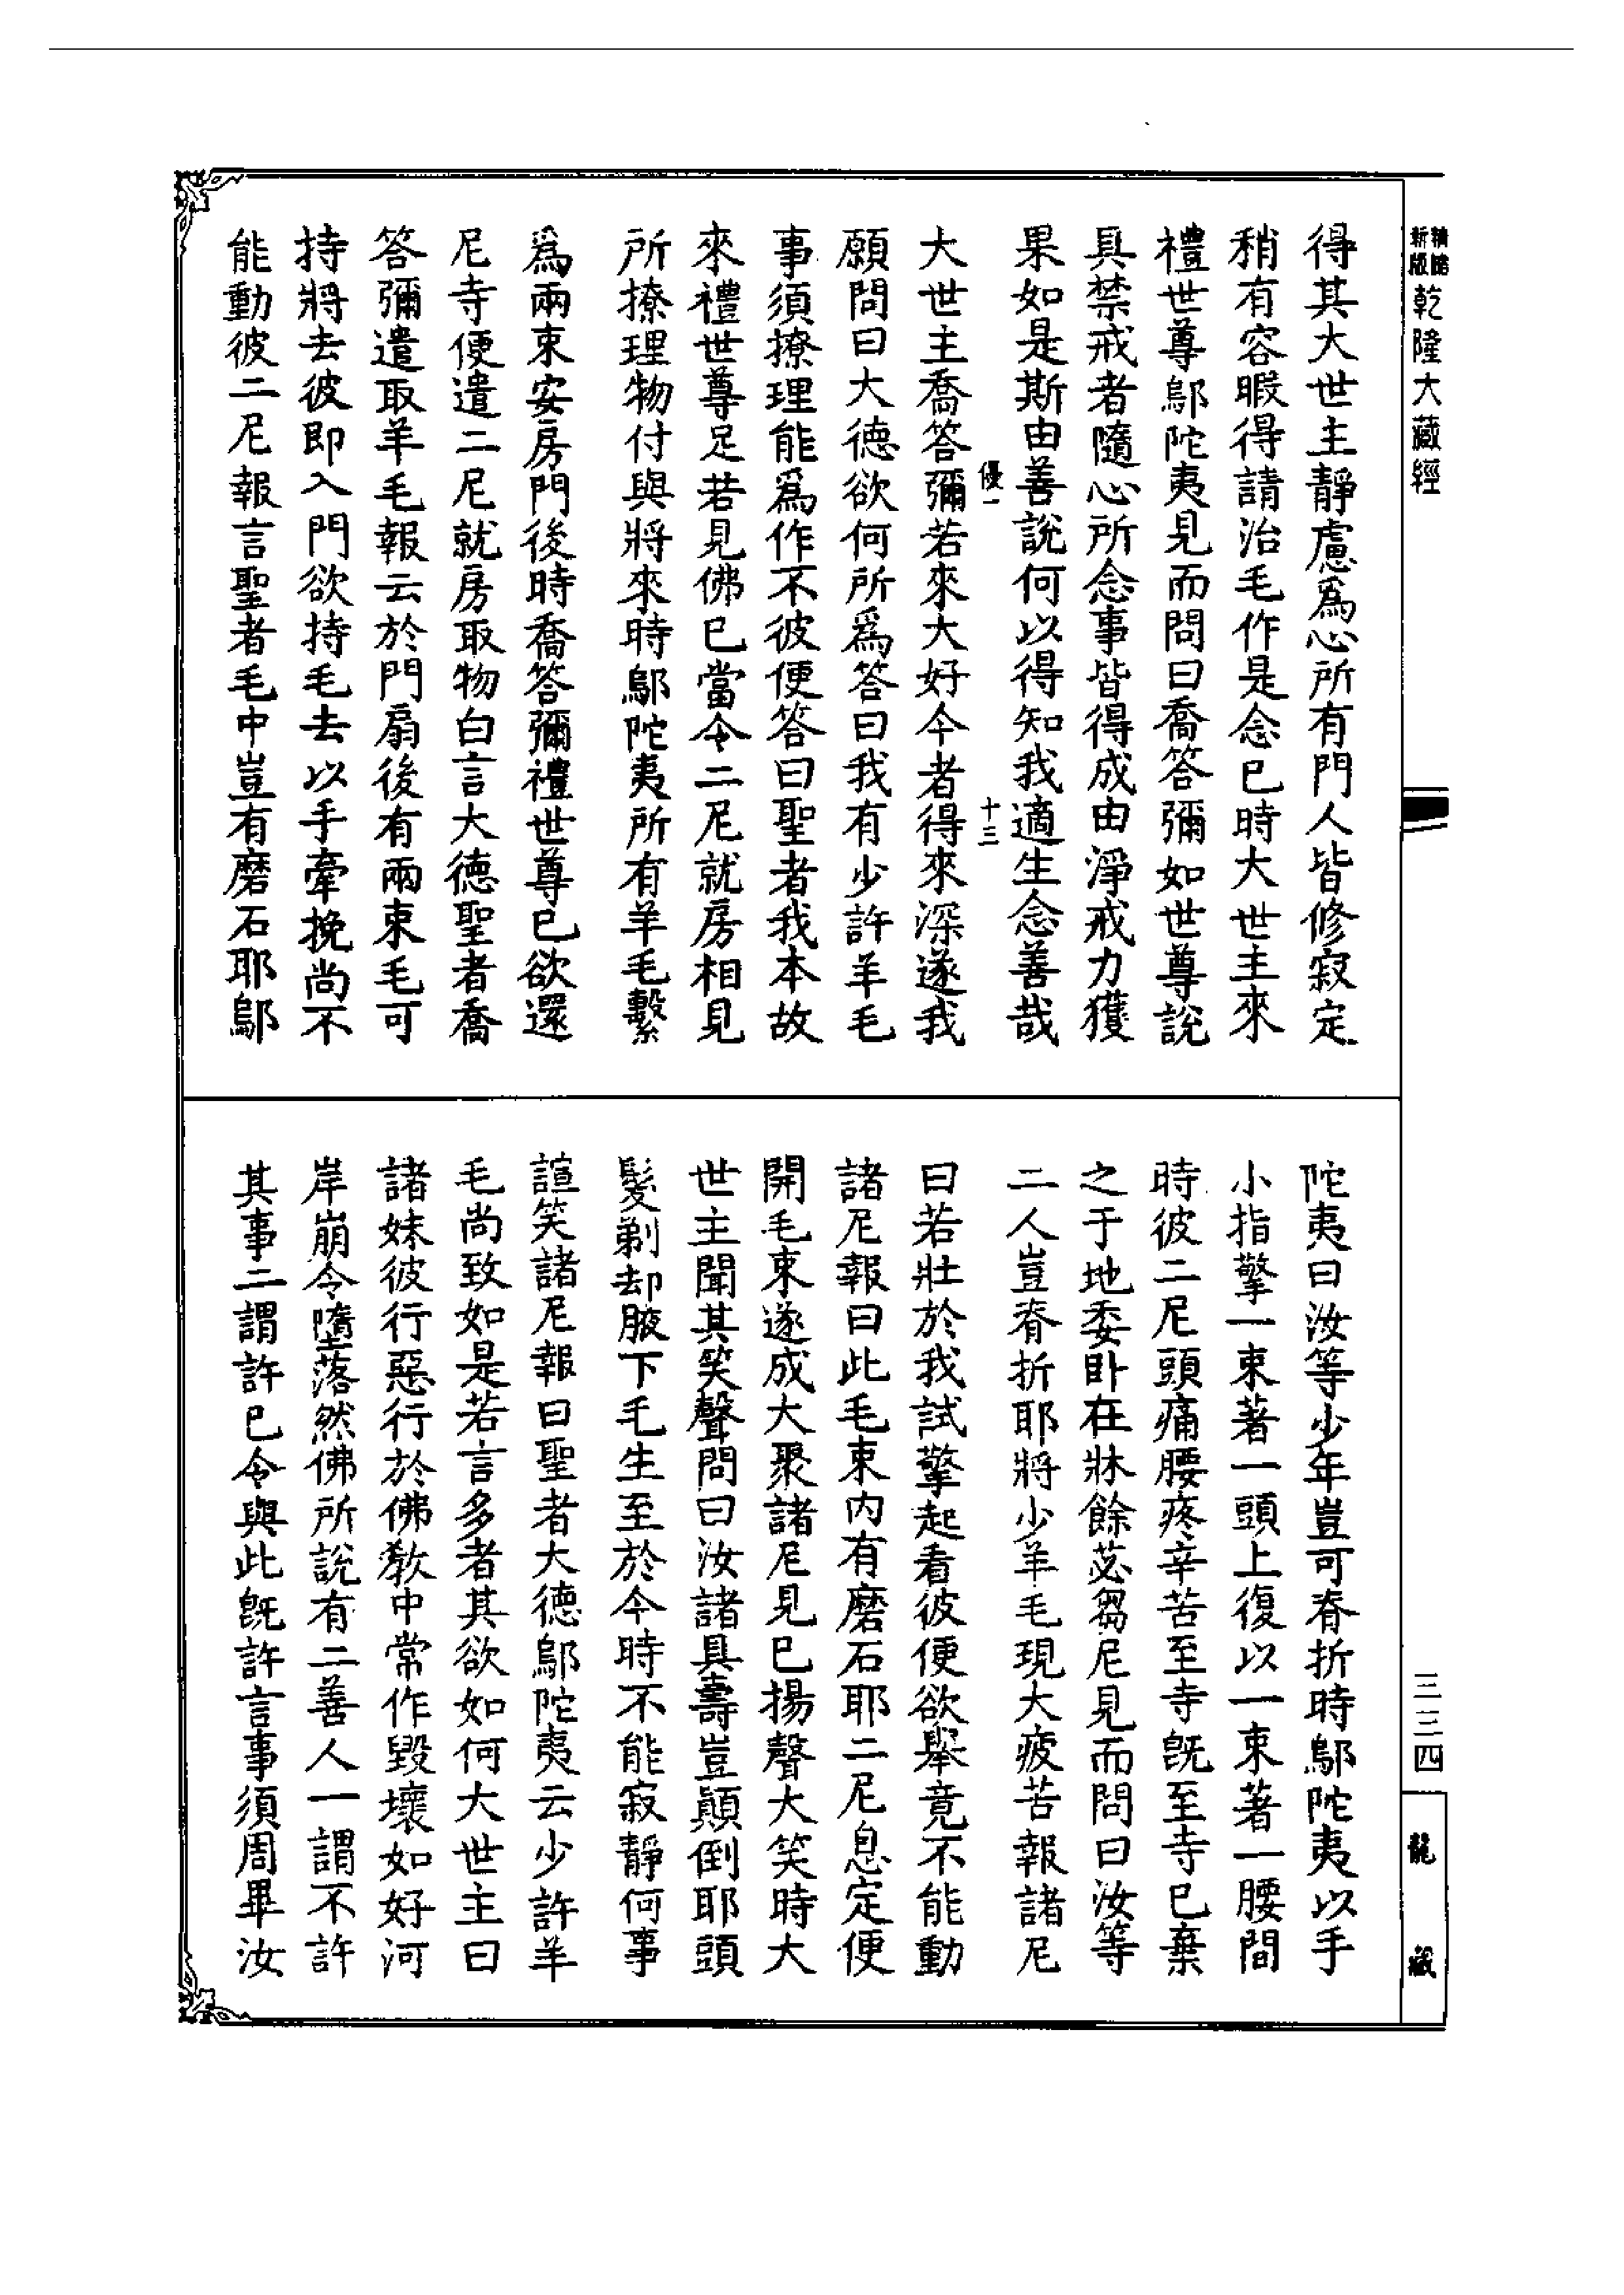 新版
精縮
乾隆大藏經
得其大世主靜慮爲心所有門人皆修寂定
稍有容暇得請治毛作是念已時大世主來
禮世尊鄔陀夷見而問曰喬答彌如世尊說
具禁戒者隨心所念事皆得成由淨戒力獲
果如是斯由善說何以得知我適生念善哉
優一 十三
大世主喬答彌若來大好今者得來深遂我
願問曰大德欲何所爲答曰我有少許羊毛
事須撩理能爲作不彼便答曰聖者我本故
來禮世尊足若見佛已當令二尼就房相見
所撩理物付與將來時鄔陀夷所有羊毛繫
爲兩束安房門後時喬答彌禮世尊已欲還
尼寺便遣二尼就房取物白言大德聖者喬
答彌遣取羊毛報云於門扇後有兩束毛可
持將去彼即入門欲持毛去以手牽挽尚不
能動彼二尼報言聖者毛中豈有磨石耶鄔
陀夷曰汝等少年豈可脊折時鄔陀夷以手
小指擎一束著一頭上復以一束著一腰間
時彼二尼頭痛腰疼辛苦至寺旣至寺已棄
之于地委臥在牀餘苾芻尼見而問曰汝等
二人豈脊折耶將少羊毛現大疲苦報諸尼
曰若壯於我試擎起看彼便欲舉竟不能動
諸尼報曰此毛束內有磨石耶二尼息定便
開毛束遂成大聚諸尼見已揚聲大笑時大
世主聞其笑聲問曰汝諸具壽豈顛倒耶頭
髮剃却腋下毛生至於今時不能寂靜何事
諠笑諸尼報曰聖者大德鄔陀夷云少許羊
毛尚致如是若言多者其欲如何大世主曰
諸妹彼行惡行於佛教中常作毀壞如好河
岸崩令墮落然佛所說有二善人一謂不許
其事二謂許已令與此旣許言事須周畢汝
三三四
龍藏